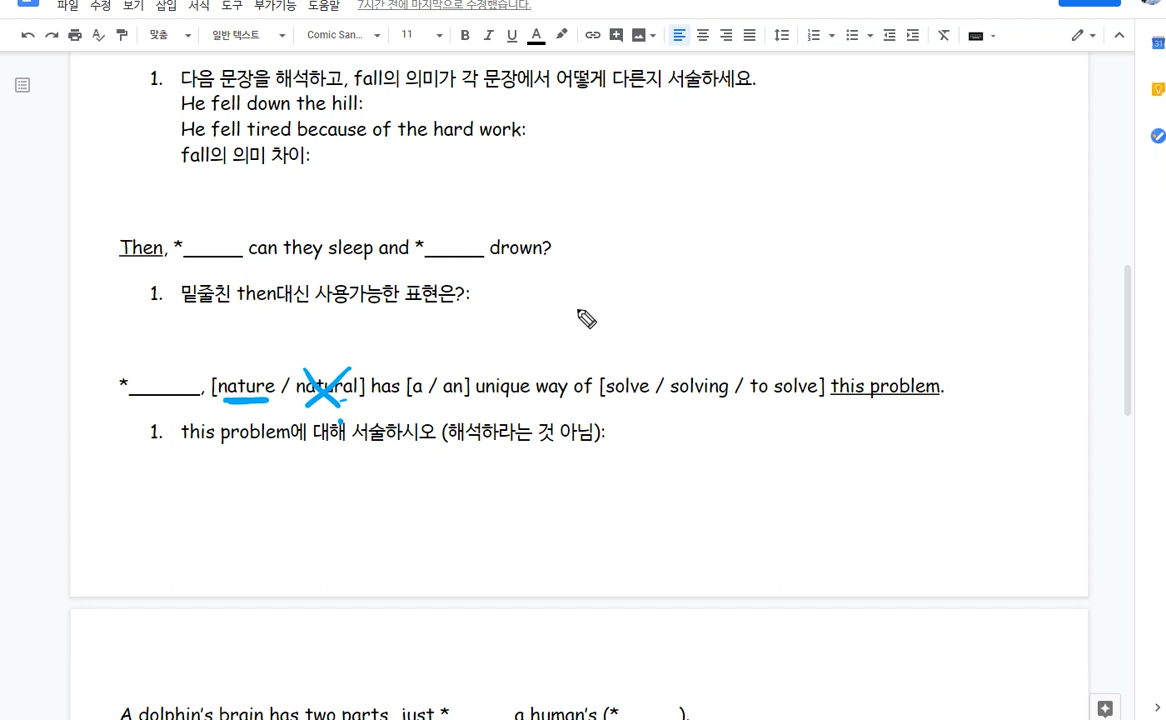 파일 수정 보기 삽입 서식 도구 부가기능 도움말 7시간 전에 마지막으로 수정했습니다.
맞춤 일반 텍스트 Comic San... 11 B I U A
31
1. 다음 문장을 해석하고, fall의 의미가 각 문장에서 어떻게 다른지 서술하세요.
He fell down the hill:
He fell tired because of the hard work:
fall의 의미 차이:
Then, *______ can they sleep and *______ drown?
1. 밑줄친 then대신 사용가능한 표현은?:
*_______, [nature / natural] has [a / an] unique way of [solve / solving / to solve] this problem.
1. this problem에 대해 서술하시오 (해석하라는 것 아님):
A dolphin's brain has two parts, just *______ a human's (*______).